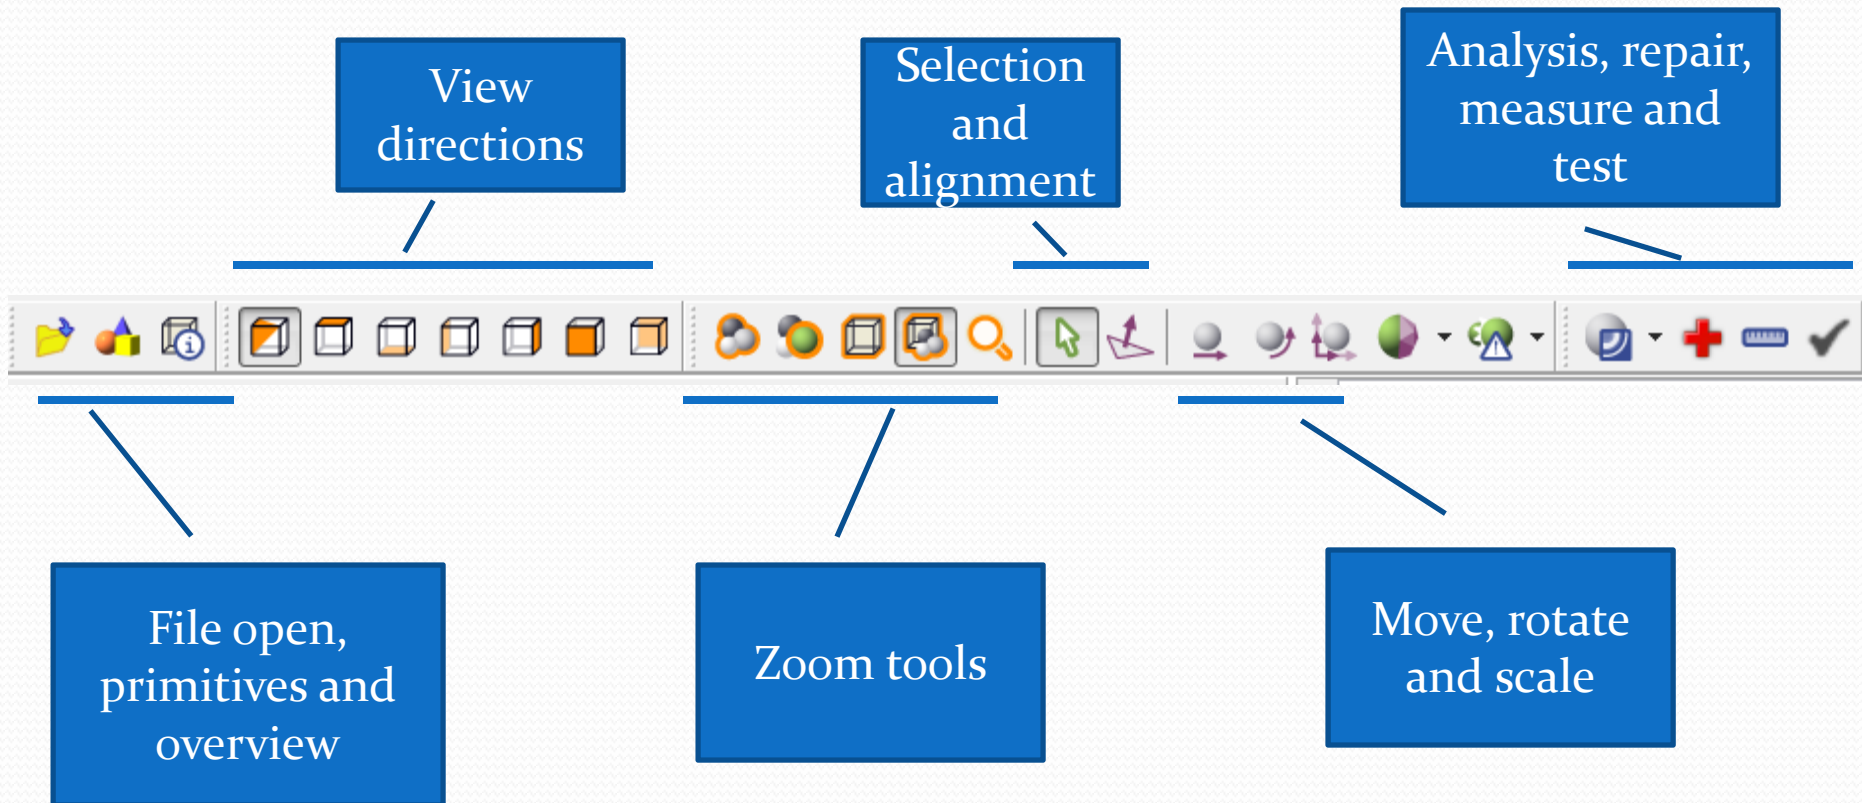 View
directions
Selection
and
alignment
Analysis, repair,
measure and
test
File open,
primitives and
overview
Zoom tools
Move, rotate
and scale